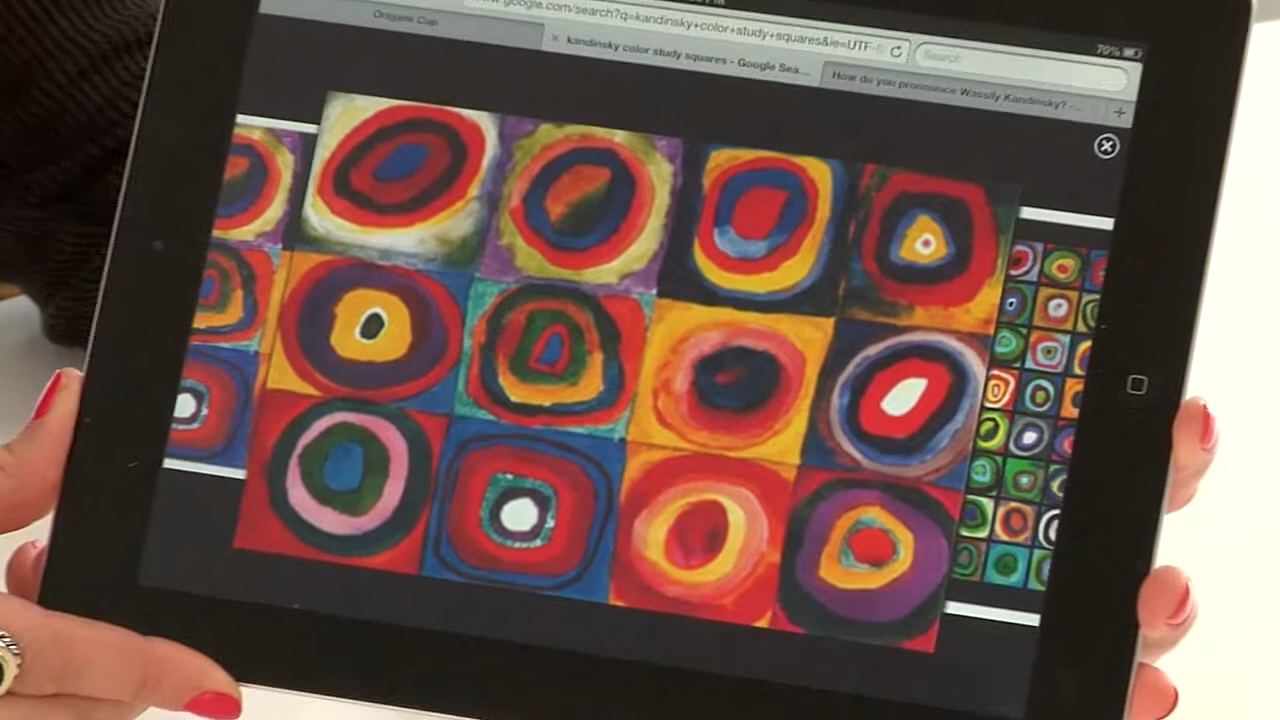 www.google.com/search?q=kandinsky+color+study+squares&ie=UTF-8
Search
70%
Origami Cup
kandinsky color study squares - Google Sea...
How do you pronounce Wassily Kandinsky? -...